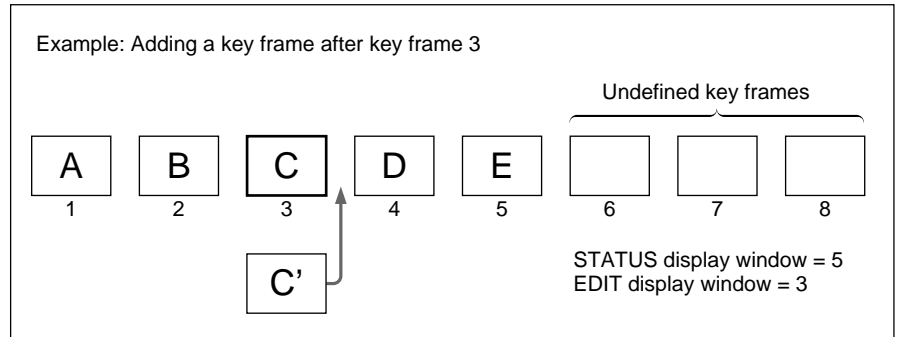 Example: Adding a key frame after key frame 3
Undefined key frames
A B C D E
1 2 3 4 5 6 7 8
C’
STATUS display window = 5
EDIT display window = 3